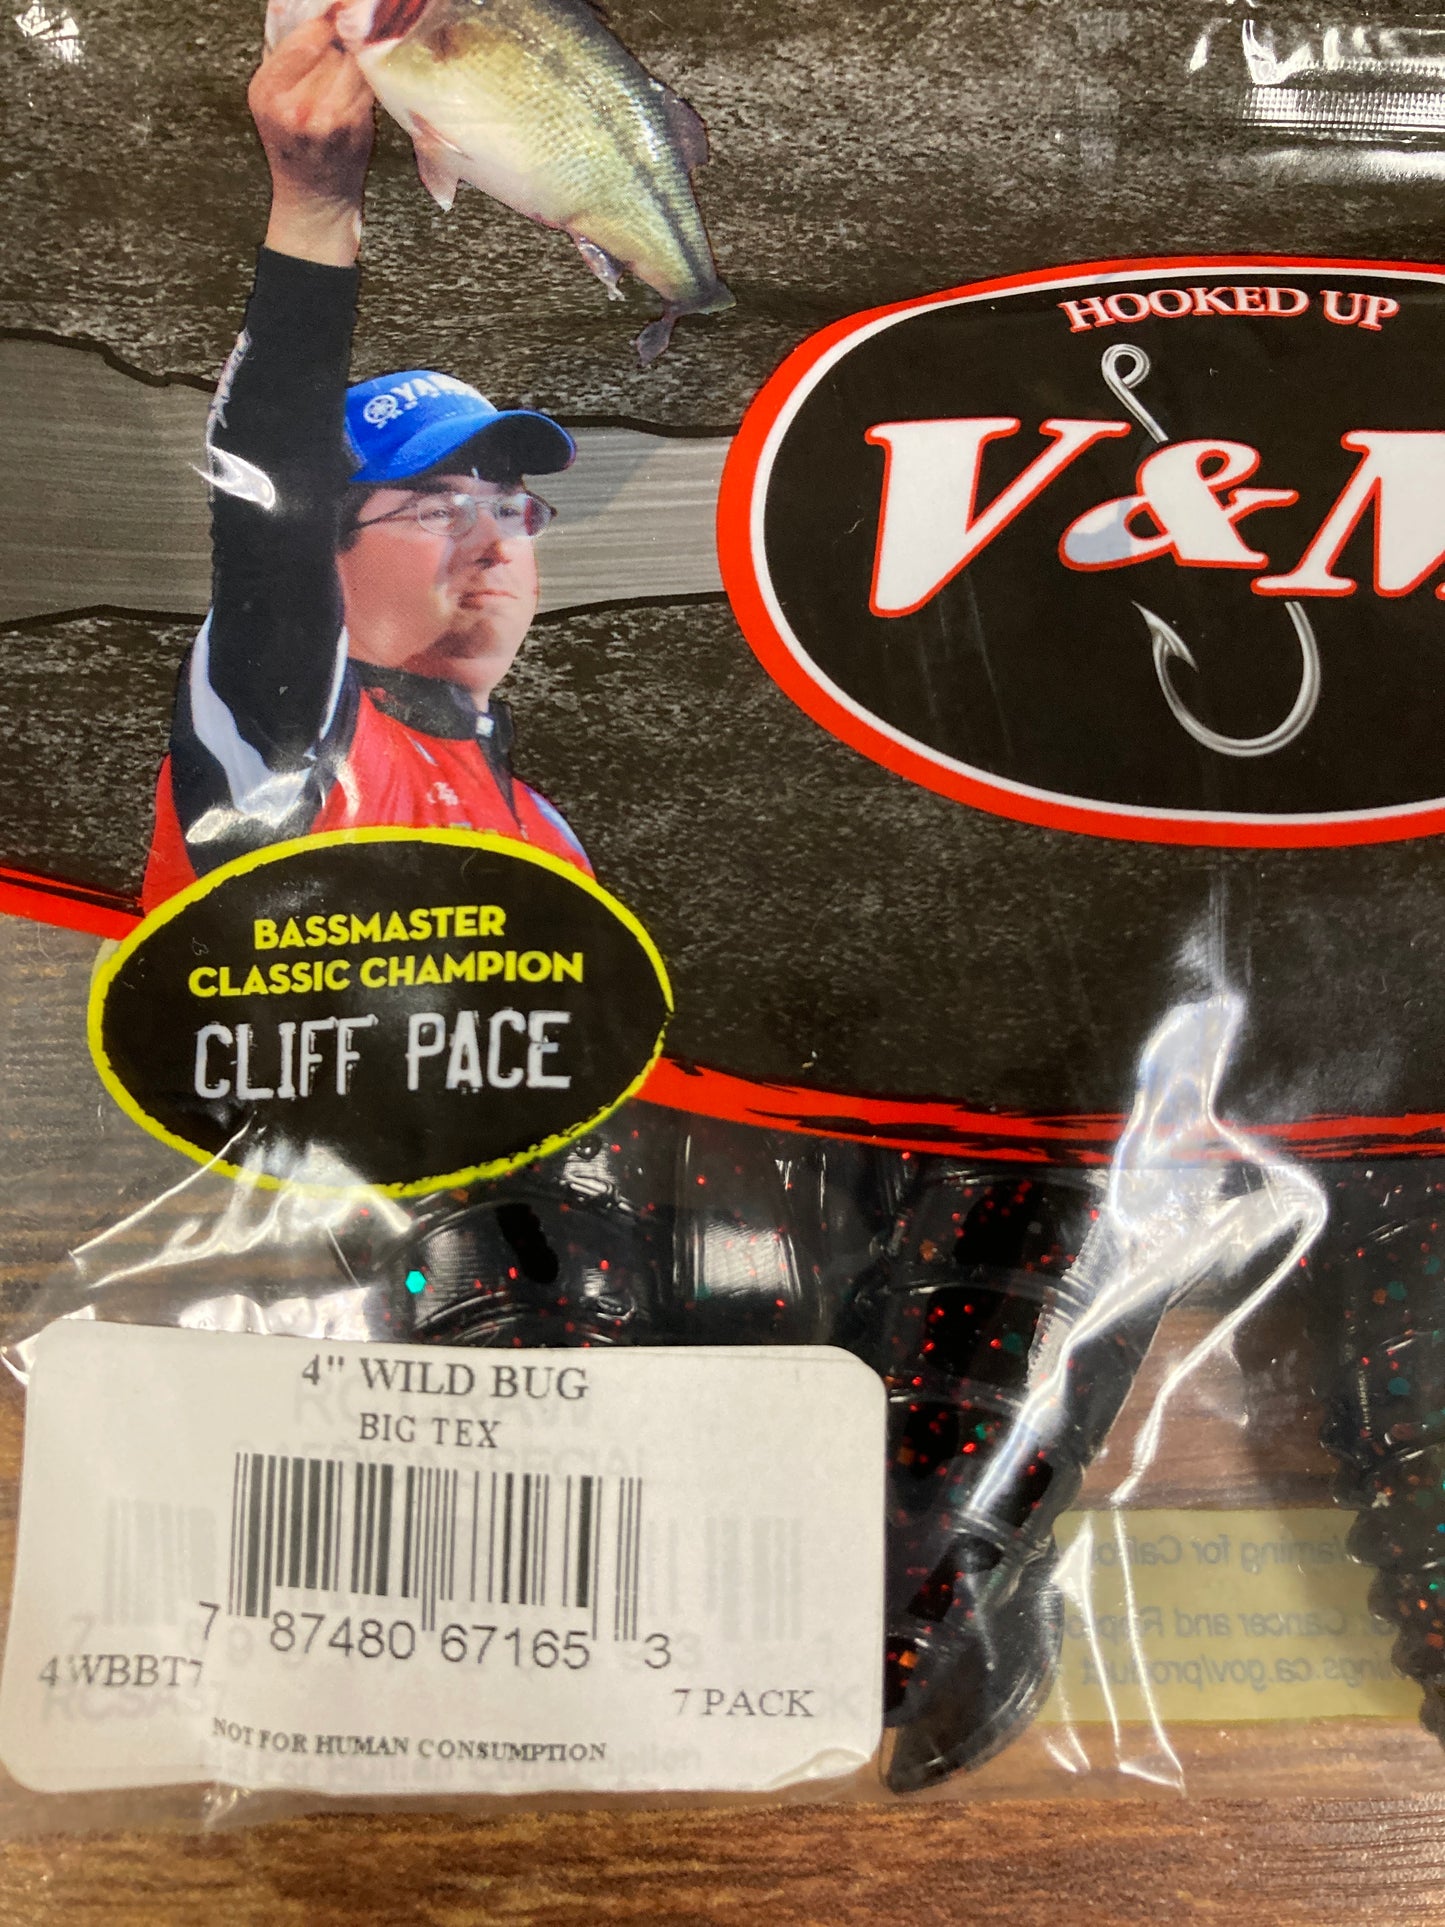 HOOKED UP
V&M
BASSMASTER
CLASSIC CHAMPION
CLIFF PACE
4" WILD BUG
BIG TEX
7 87480 67165 3
4WBBT7
7 PACK
NOT FOR HUMAN CONSUMPTION